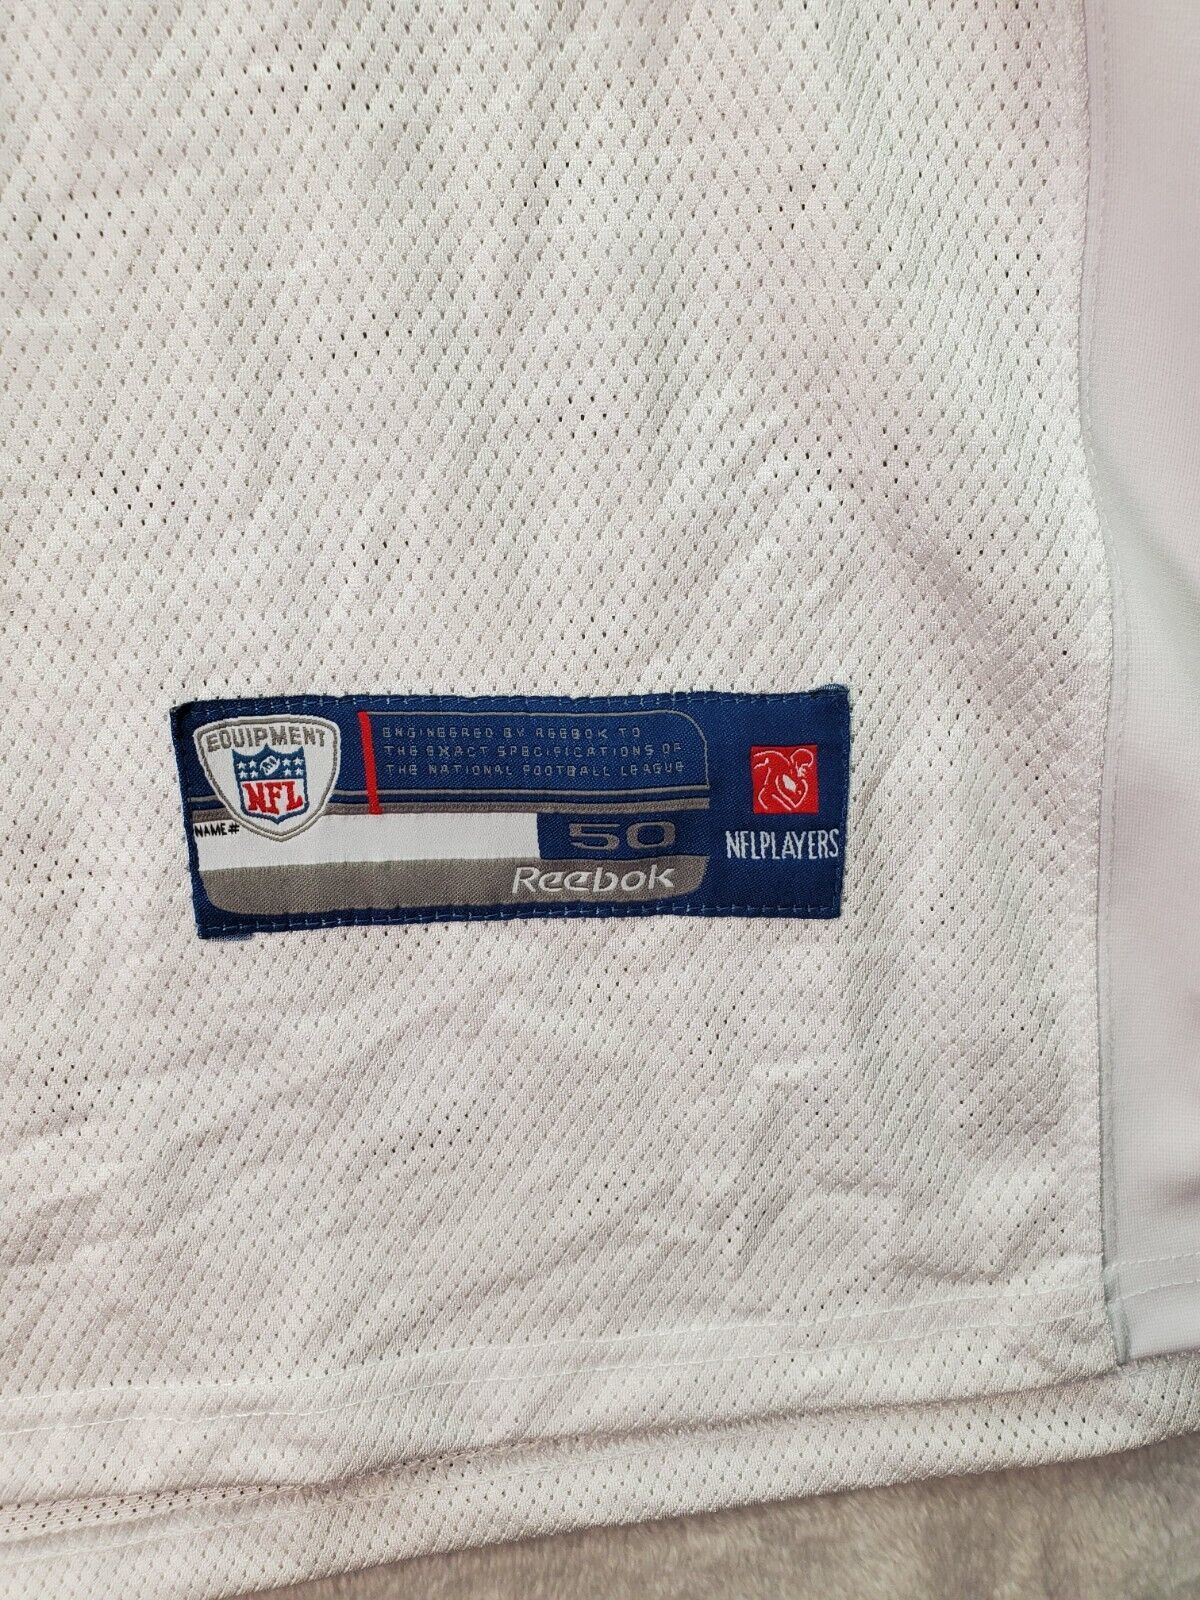 EQUIPMENT
NFL
ENGINEERED BY REEBOK TO
THE EXACT SPECIFICATIONS OF
THE NATIONAL FOOTBALL LEAGUE
NAME#
50
Reebok
NFLPLAYERS